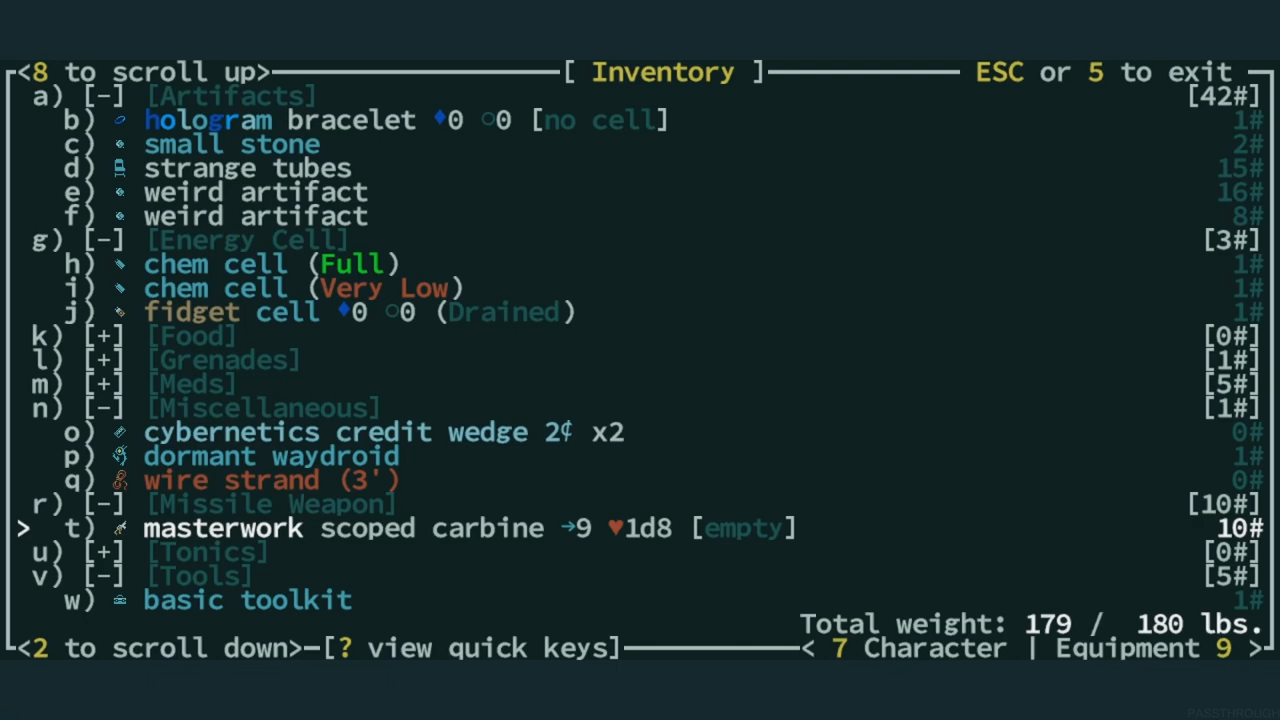 <8 to scroll up> [ Inventory ] ESC or 5 to exit
a) [-] [Artifacts] [42#]
b) hologram bracelet ♦0 ○0 [no cell] 1#
c) small stone 2#
d) strange tubes 15#
e) weird artifact 16#
f) weird artifact 8#
g) [-] [Energy Cell] [3#]
h) chem cell (Full) 1#
i) chem cell (Very Low) 1#
j) fidget cell ♦0 ○0 (Drained) 1#
k) [+] [Food] [0#]
l) [+] [Grenades] [1#]
m) [+] [Meds] [5#]
n) [-] [Miscellaneous] [1#]
o) cybernetics credit wedge 2¢ x2 0#
p) dormant waydroid 1#
q) wire strand (3') 0#
r) [-] [Missile Weapon] [10#]
> t) masterwork scoped carbine →9 ♥1d8 [empty] 10#
u) [+] [Tonics] [0#]
v) [-] [Tools] [5#]
w) basic toolkit 1#
Total weight: 179 / 180 lbs.
<2 to scroll down> [? view quick keys] < 7 Character | Equipment 9 >
PASSTHROUGH